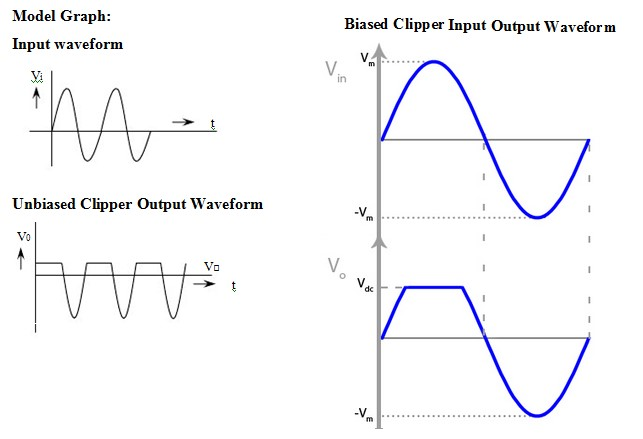 Model Graph:
Input waveform
Vi
t
Unbiased Clipper Output Waveform
V0
V□
t
Biased Clipper Input Output Waveform
Vm
Vin
-Vm
Vo
Vdc
-Vm